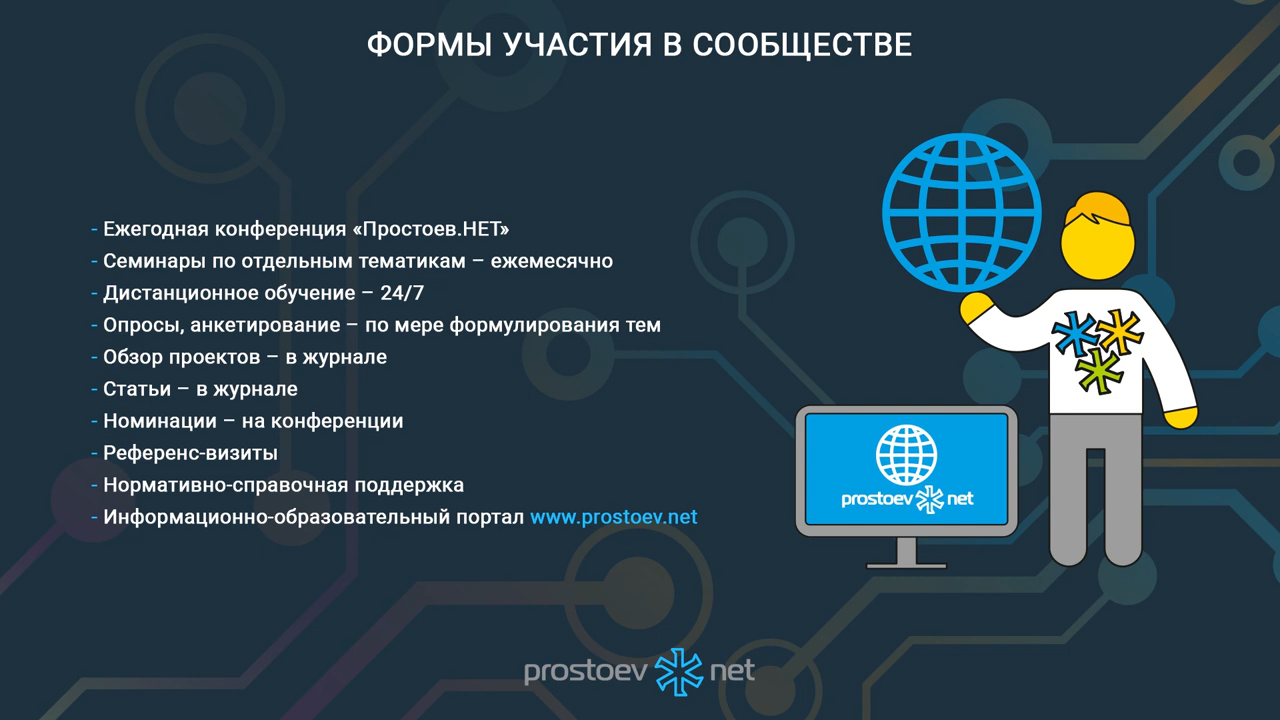 ФОРМЫ УЧАСТИЯ В СООБЩЕСТВЕ
- Ежегодная конференция «Простоев.НЕТ»
- Семинары по отдельным тематикам – ежемесячно
- Дистанционное обучение – 24/7
- Опросы, анкетирование – по мере формулирования тем
- Обзор проектов – в журнале
- Статьи – в журнале
- Номинации – на конференции
- Референс-визиты
- Нормативно-справочная поддержка
- Информационно-образовательный портал www.prostoev.net
prostoev net
prostoev net